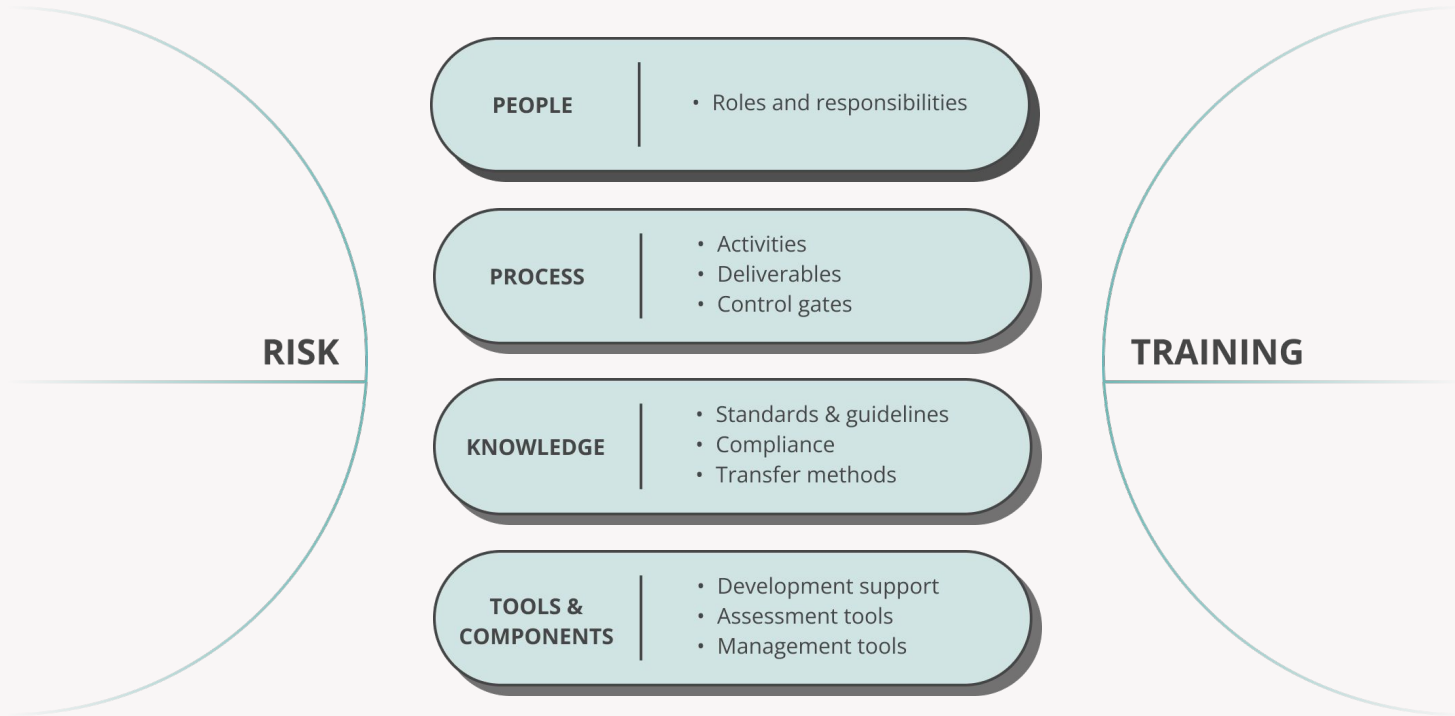 RISK
PEOPLE
• Roles and responsibilities
PROCESS
• Activities
• Deliverables
• Control gates
KNOWLEDGE
• Standards & guidelines
• Compliance
• Transfer methods
TOOLS &
COMPONENTS
• Development support
• Assessment tools
• Management tools
TRAINING